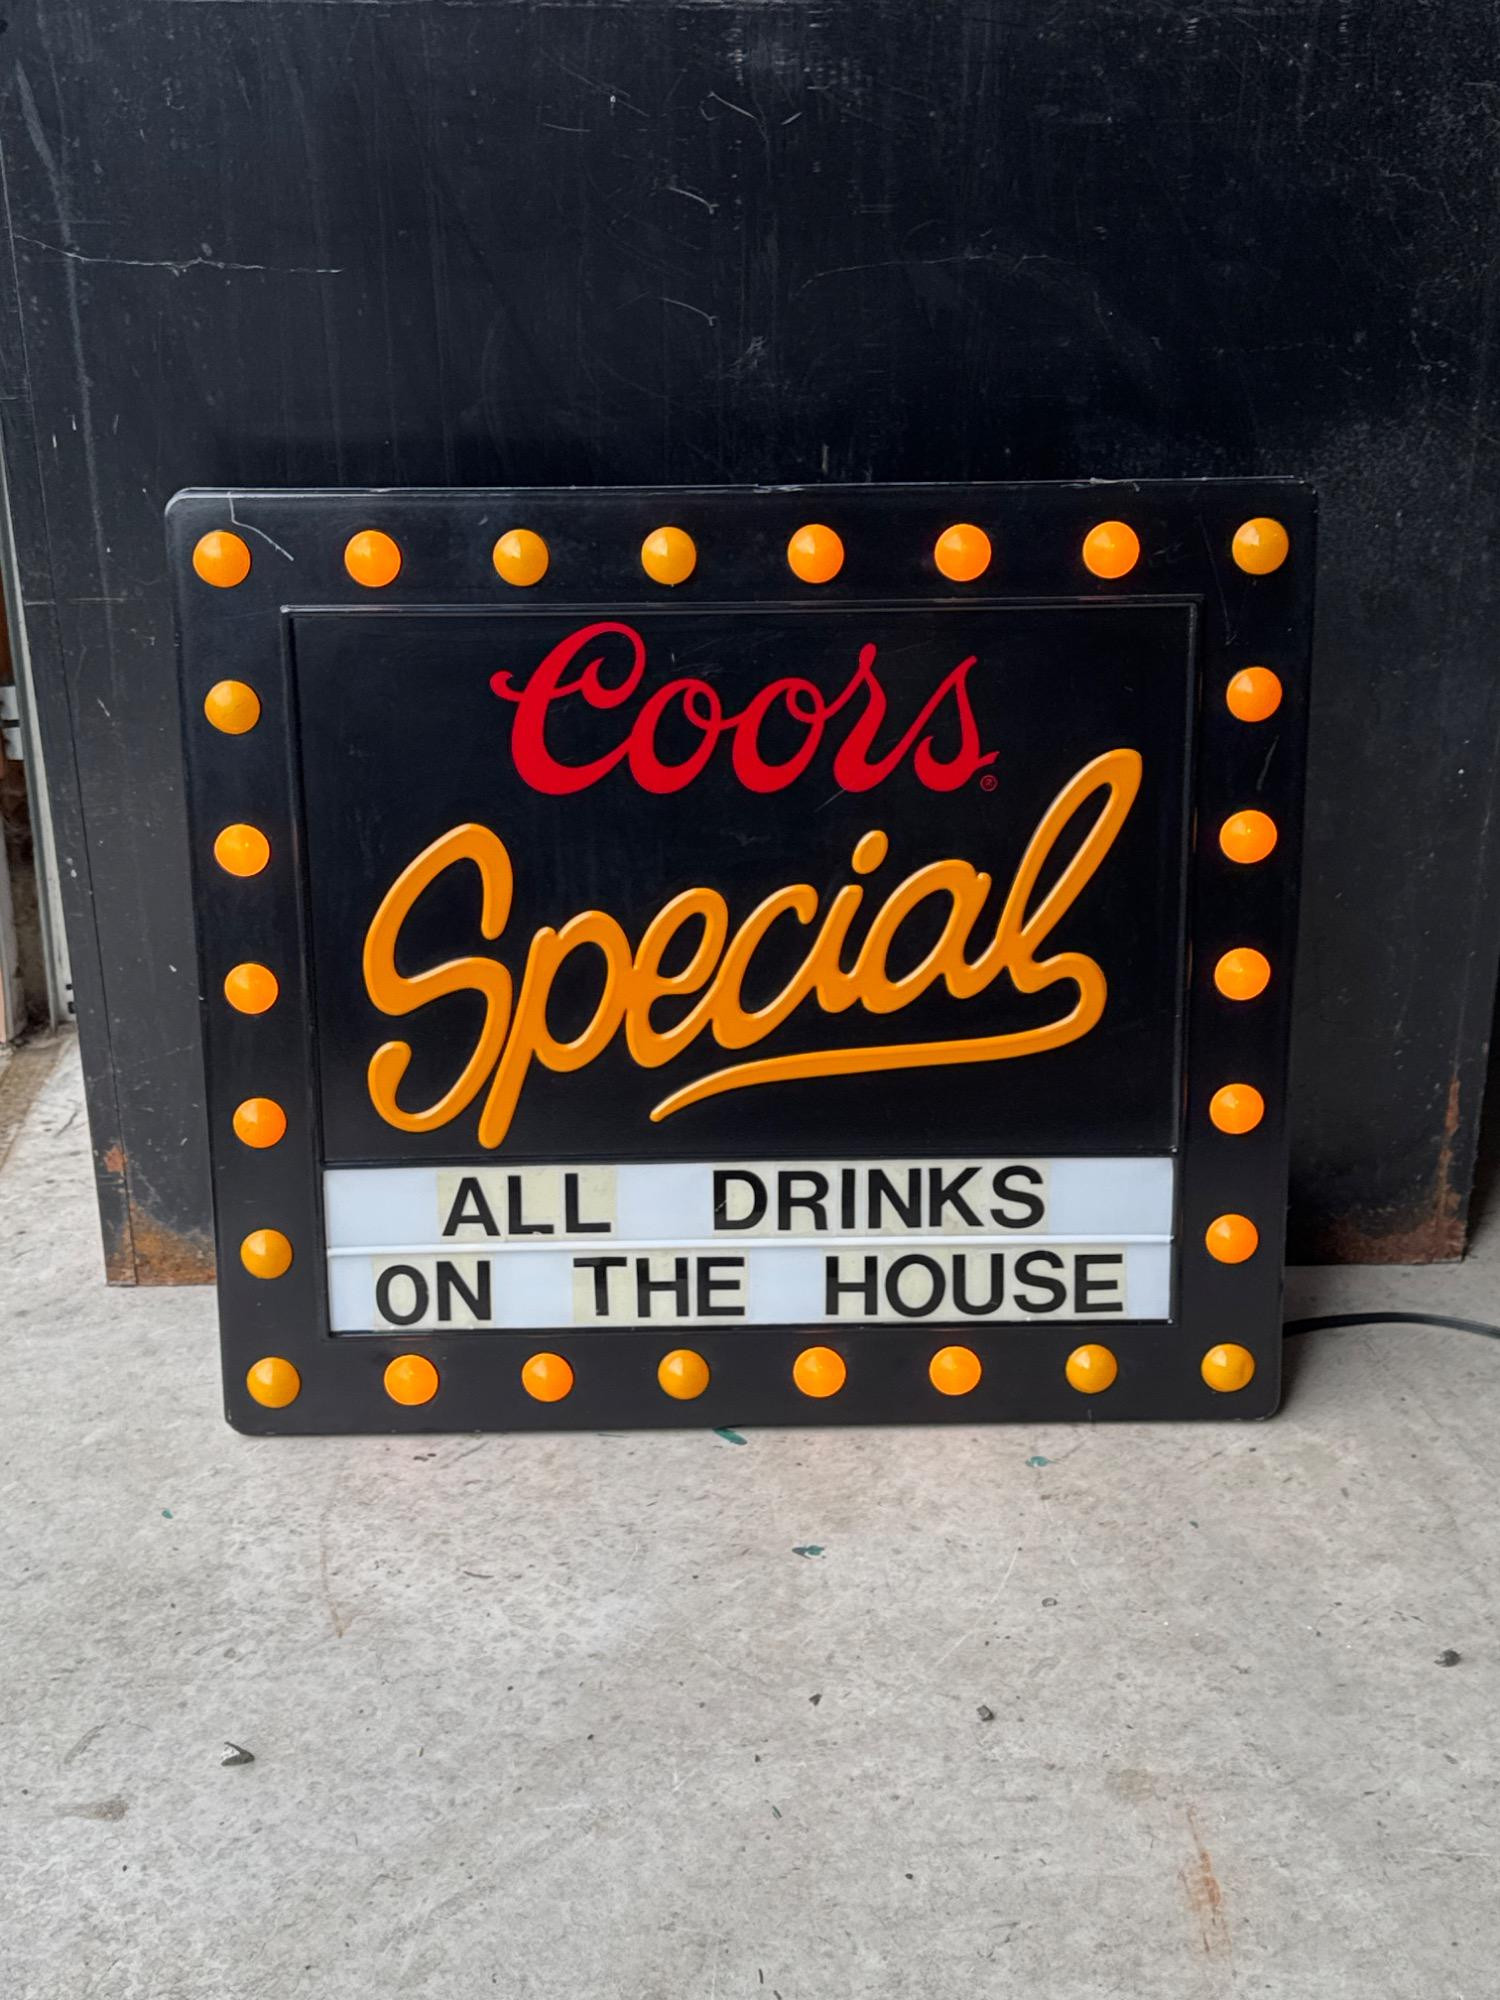 Coors®
Special
ALL DRINKS
ON THE HOUSE